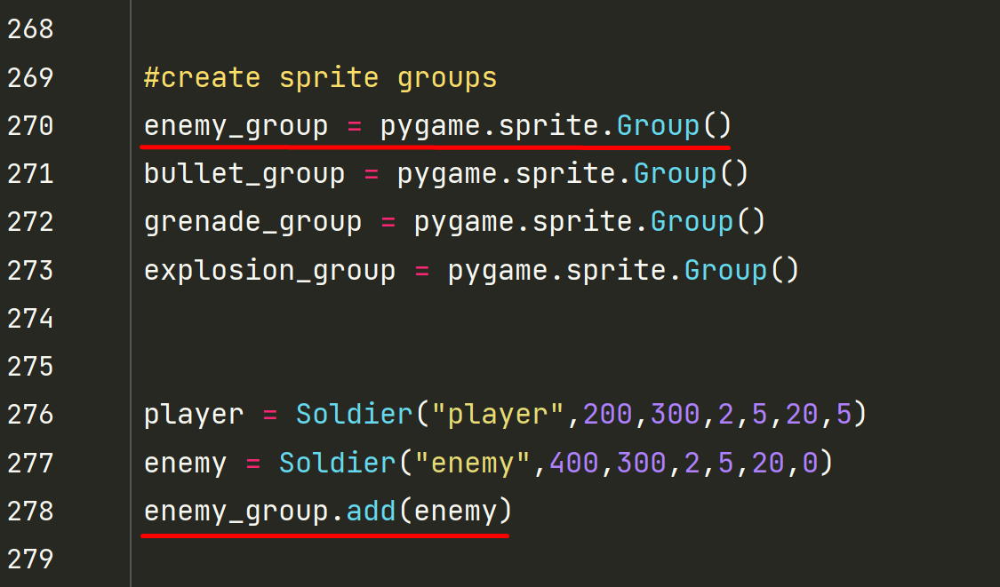 268
269 #create sprite groups
270 enemy_group = pygame.sprite.Group()
271 bullet_group = pygame.sprite.Group()
272 grenade_group = pygame.sprite.Group()
273 explosion_group = pygame.sprite.Group()
274
275
276 player = Soldier("player",200,300,2,5,20,5)
277 enemy = Soldier("enemy",400,300,2,5,20,0)
278 enemy_group.add(enemy)
279